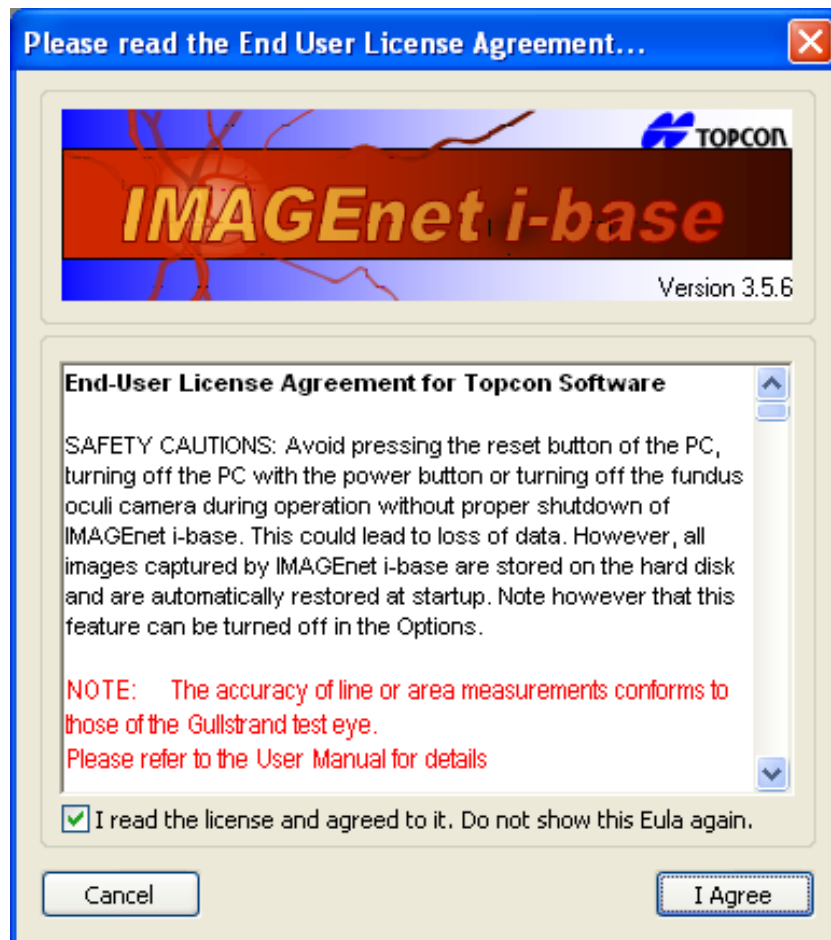 Please read the End User License Agreement...
TOPCON
IMAGEnet i-base
Version 3.5.6
End-User License Agreement for Topcon Software
SAFETY CAUTIONS: Avoid pressing the reset button of the PC,
turning off the PC with the power button or turning off the fundus
oculi camera during operation without proper shutdown of
IMAGEnet i-base. This could lead to loss of data. However, all
images captured by IMAGEnet i-base are stored on the hard disk
and are automatically restored at startup. Note however that this
feature can be turned off in the Options.
NOTE: The accuracy of line or area measurements conforms to
those of the Gullstrand test eye.
Please refer to the User Manual for details
I read the license and agreed to it. Do not show this Eula again.
Cancel
I Agree